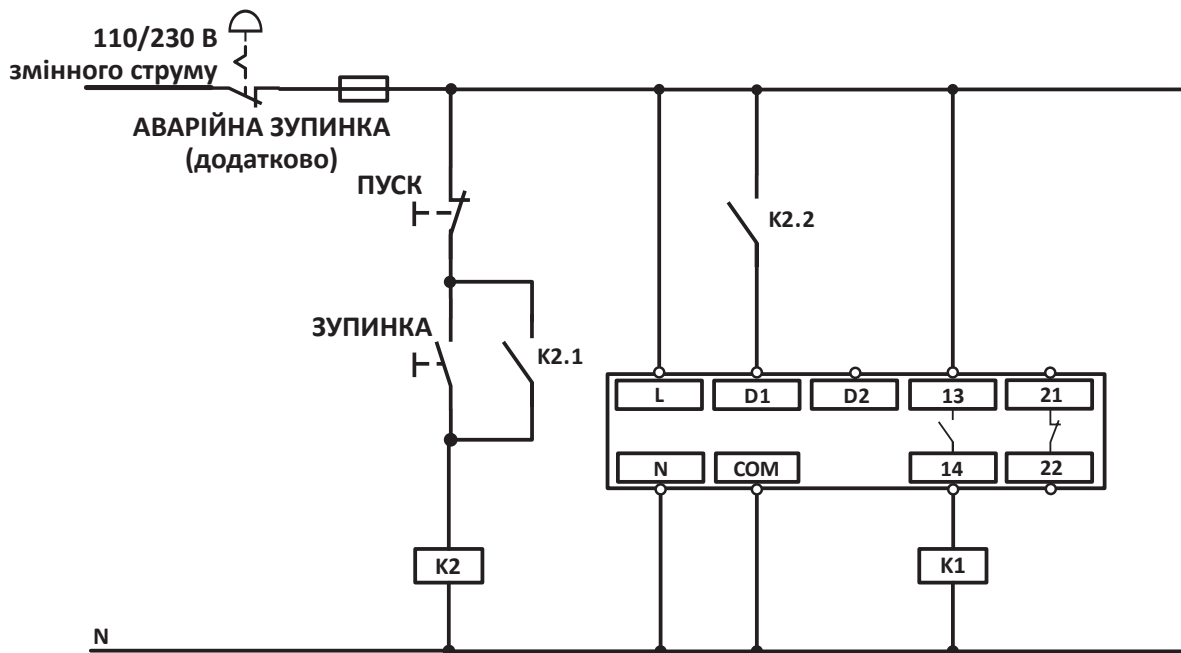 110/230 В
змінного струму
АВАРІЙНА ЗУПИНКА
(додатково)
ПУСК
K2.2
ЗУПИНКА
K2.1
L D1 D2 13 21
N COM 14 22
K2 K1
N